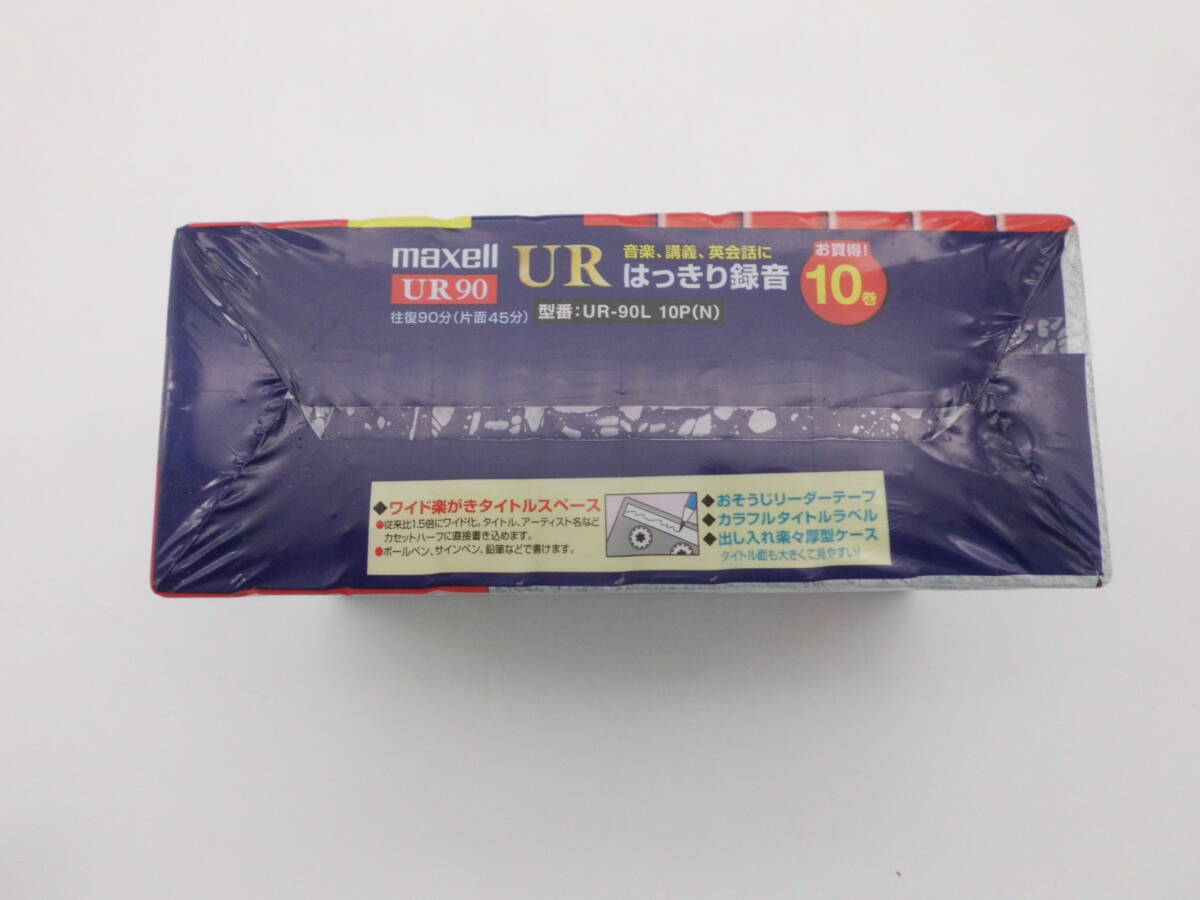 maxell
UR90
往復90分(片面45分)
UR
音楽、講義、英会話に
はっきり録音
型番:UR-90L 10P(N)
お買得!
10巻
◆ワイド楽がきタイトルスペース
●従来比1.5倍にワイド化。タイトル、アーティスト名など
カセットハーフに直接書き込めます。
●ボールペン、サインペン、鉛筆などで書けます。
◆おそうじリーダーテープ
◆カラフルタイトルラベル
◆出し入れ楽々厚型ケース
タイトル面も大きくて見やすい!